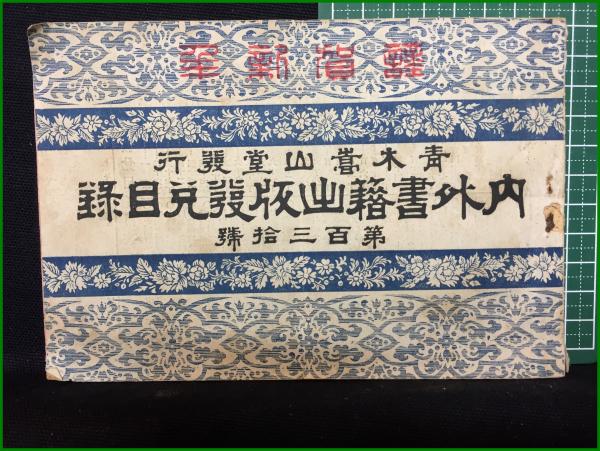 謹賀新年
青木嵩山堂發行
內外書籍出版發兌目錄
第百三拾號